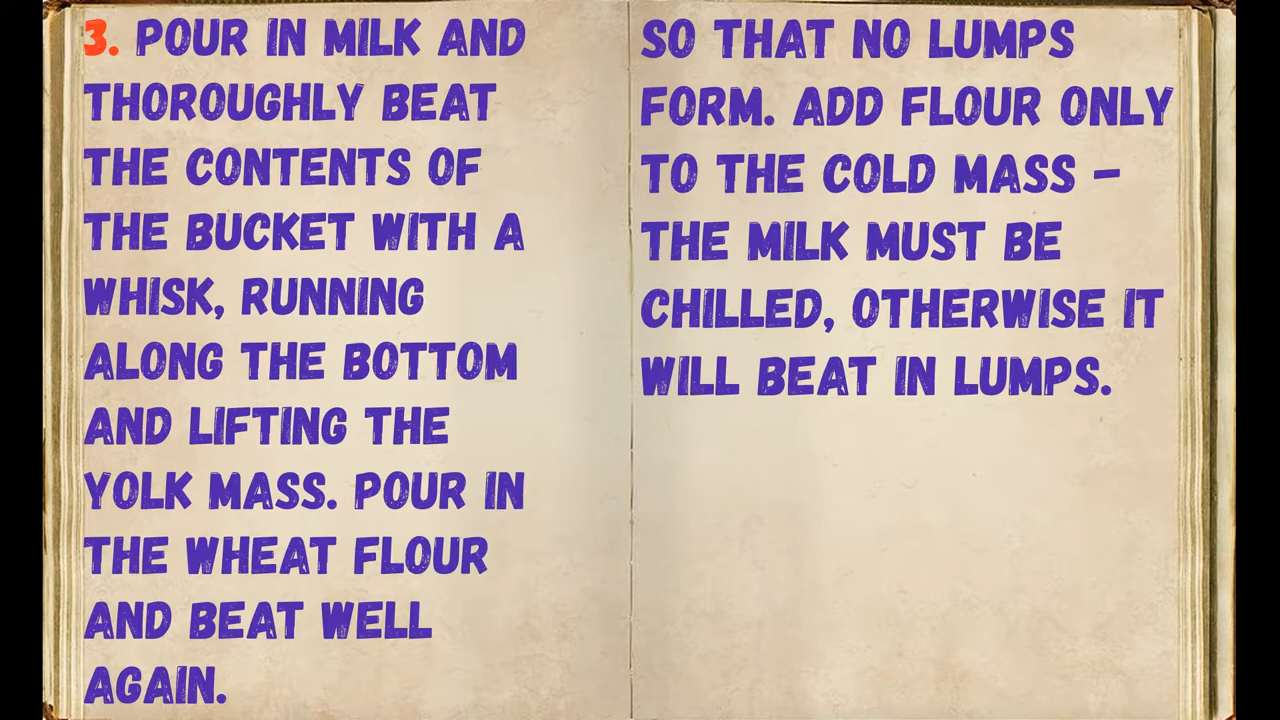 3. POUR IN MILK AND
THOROUGHLY BEAT
THE CONTENTS OF
THE BUCKET WITH A
WHISK, RUNNING
ALONG THE BOTTOM
AND LIFTING THE
YOLK MASS. POUR IN
THE WHEAT FLOUR
AND BEAT WELL
AGAIN.
SO THAT NO LUMPS
FORM. ADD FLOUR ONLY
TO THE COLD MASS –
THE MILK MUST BE
CHILLED, OTHERWISE IT
WILL BEAT IN LUMPS.